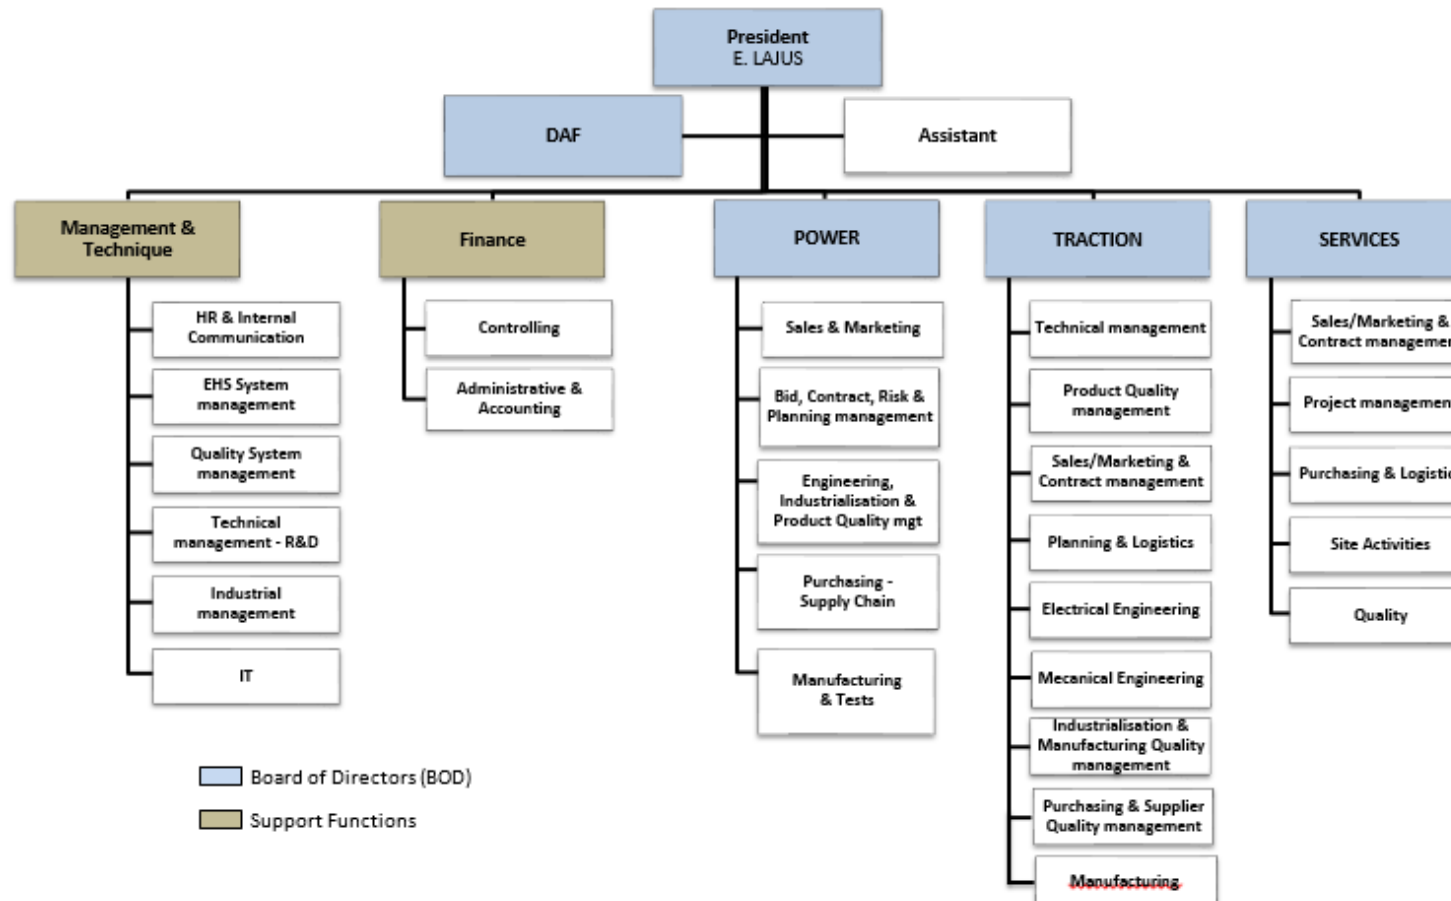 President
E. LAJUS
DAF
Assistant
Management &
Technique
Finance
POWER
TRACTION
SERVICES
HR & Internal
Communication
EHS System
management
Quality System
management
Technical
management - R&D
Industrial
management
IT
Controlling
Administrative &
Accounting
Sales & Marketing
Bid, Contract, Risk &
Planning management
Engineering,
Industrialisation &
Product Quality mgt
Purchasing -
Supply Chain
Manufacturing
& Tests
Technical management
Product Quality
management
Sales/Marketing &
Contract management
Planning & Logistics
Electrical Engineering
Mecanical Engineering
Industrialisation &
Manufacturing Quality
management
Purchasing & Supplier
Quality management
Manufacturing
Sales/Marketing &
Contract managemen
Project managemen
Purchasing & Logistic
Site Activities
Quality
Board of Directors (BOD)
Support Functions